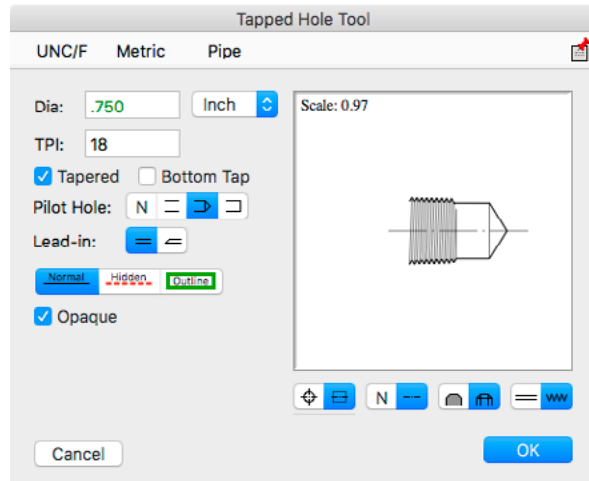 Tapped Hole Tool
UNC/F Metric Pipe
Dia: .750 Inch
Scale: 0.97
TPI: 18
Tapered Bottom Tap
Pilot Hole: N
Lead-in:
Normal Hidden Outline
Opaque
N
Cancel OK